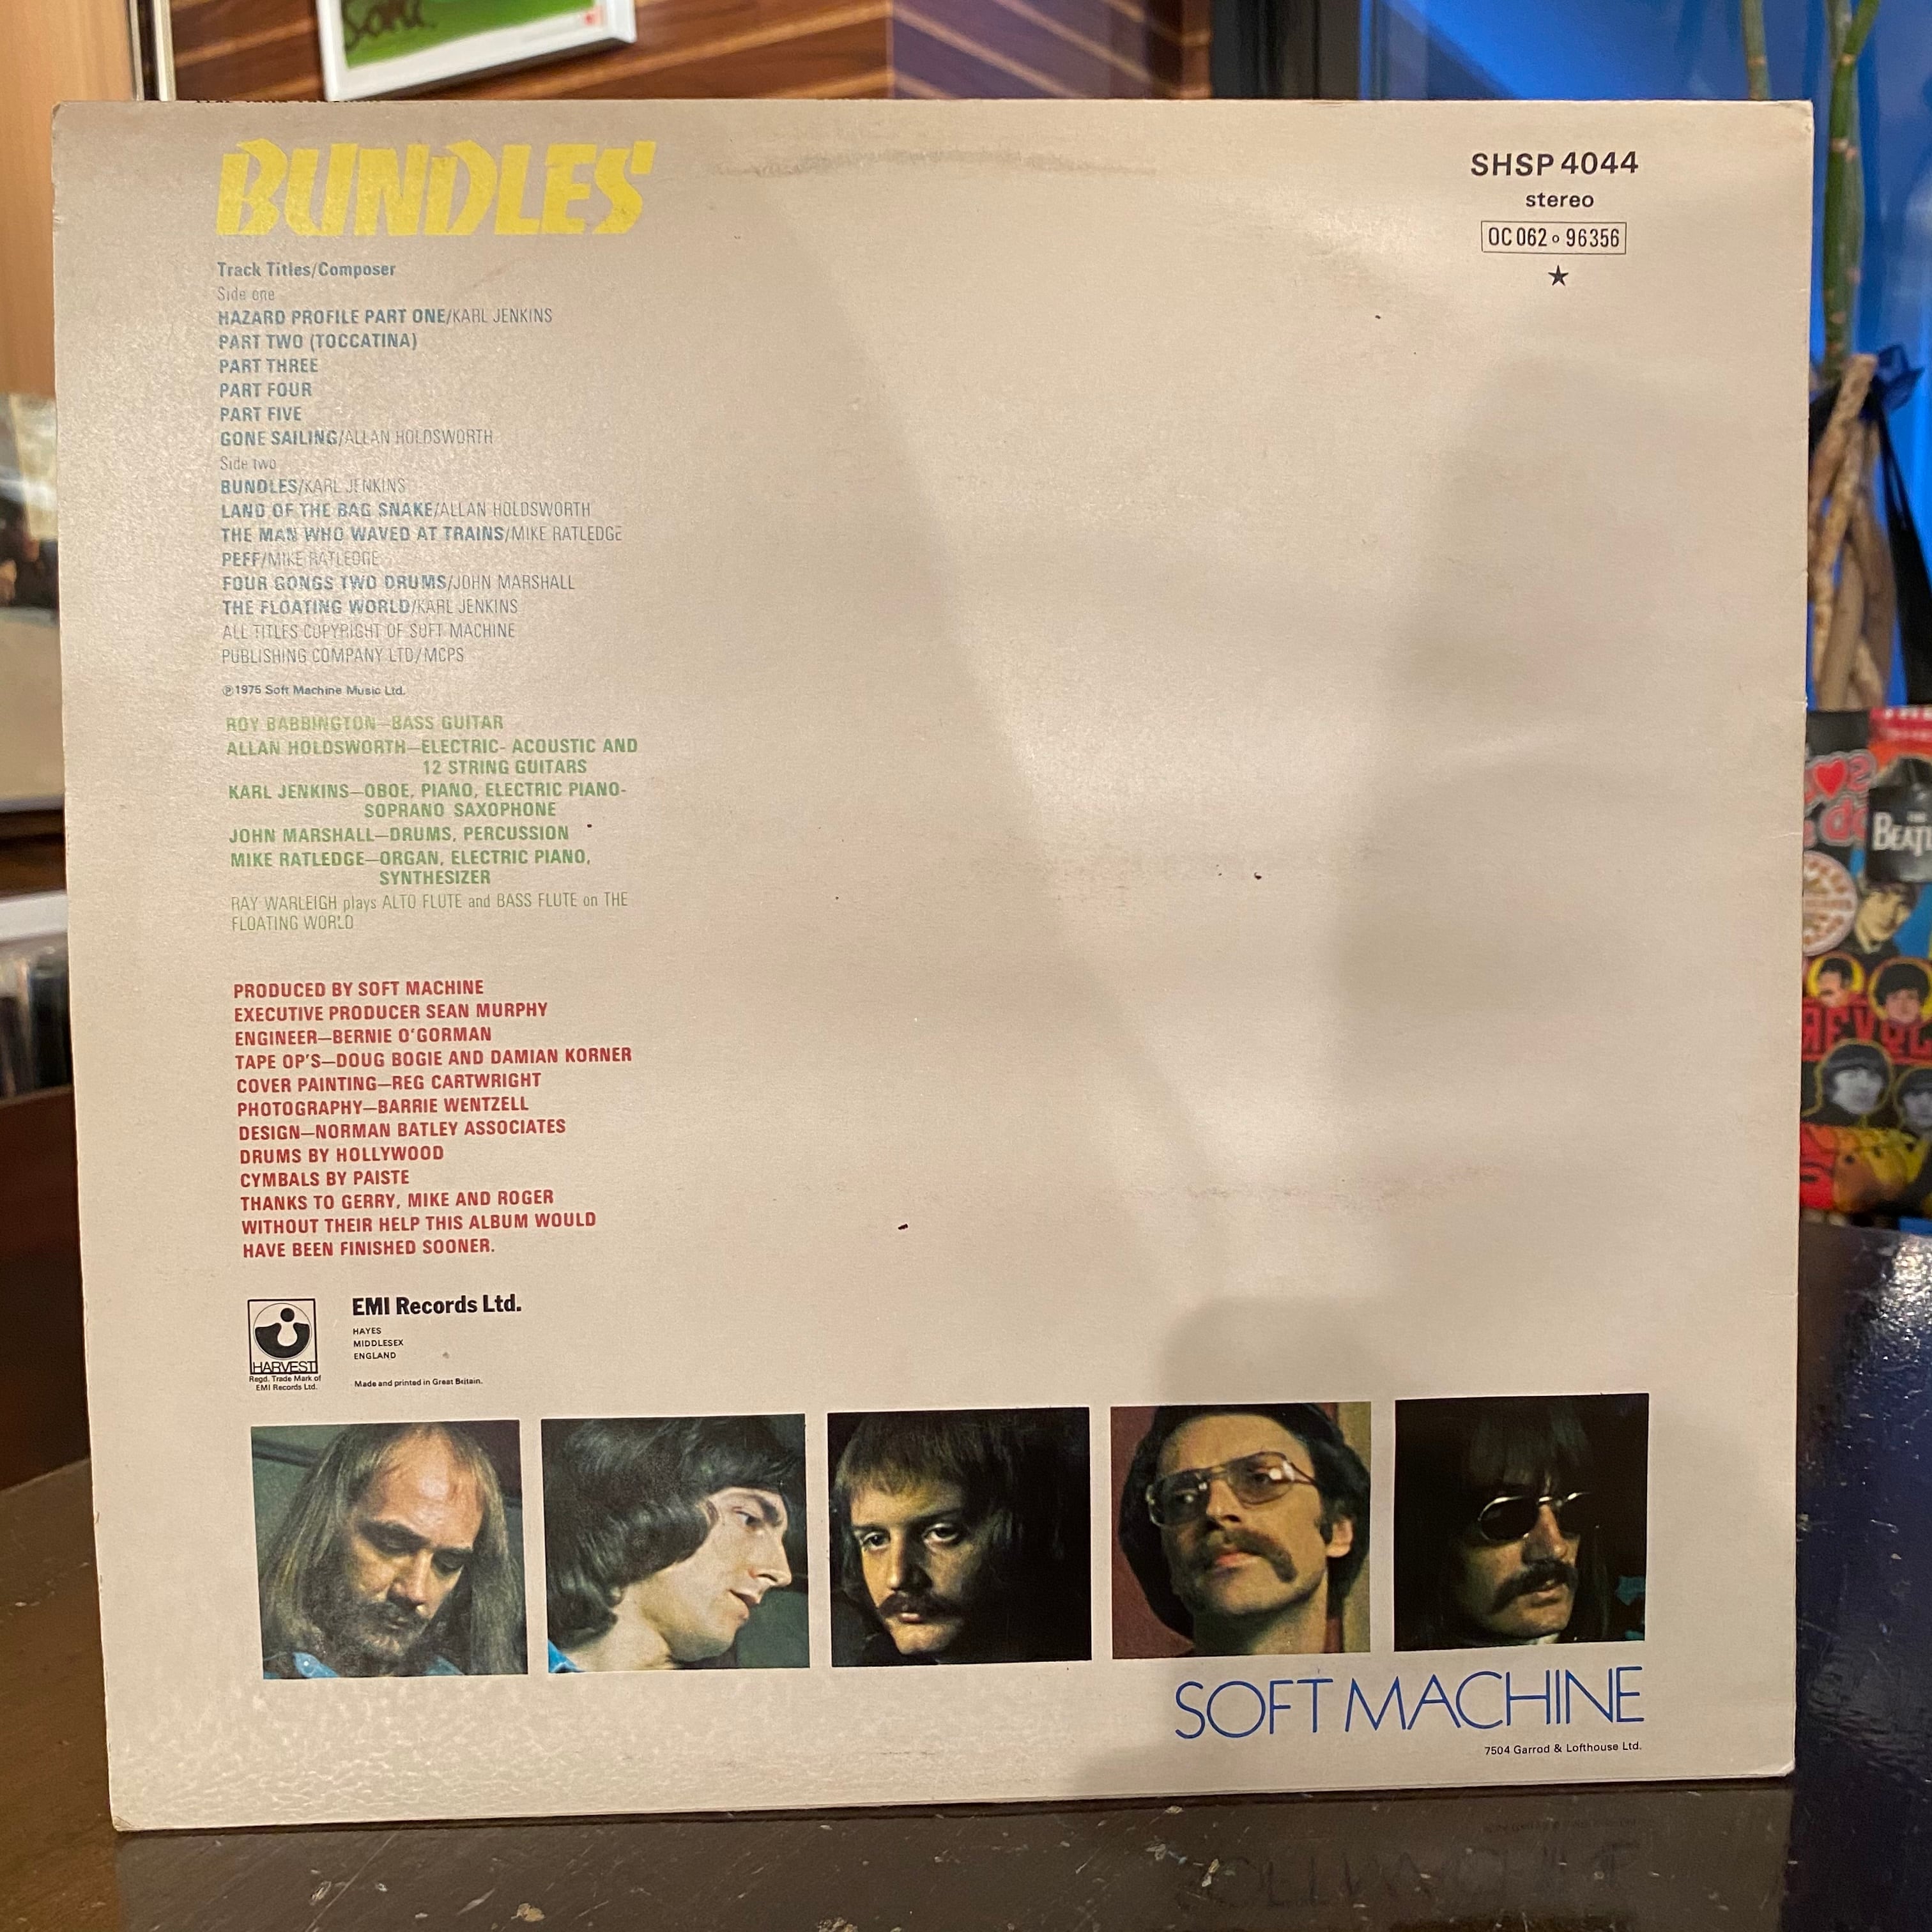 BUNDLES
Track Titles/Composer
Side one
HAZARD PROFILE PART ONE/KARL JENKINS
PART TWO (TOCCATINA)
PART THREE
PART FOUR
PART FIVE
GONE SAILING/ALLAN HOLDSWORTH
Side two
BUNDLES/KARL JENKINS
LAND OF THE BAG SNAKE/ALLAN HOLDSWORTH
THE MAN WHO WAVED AT TRAINS/MIKE RATLEDGE
PEFF/MIKE RATLEDGE
FOUR GONGS TWO DRUMS/JOHN MARSHALL
THE FLOATING WORLD/KARL JENKINS
ALL TITLES COPYRIGHT OF SOFT MACHINE
PUBLISHING COMPANY LTD/MCPS
℗1975 Soft Machine Music Ltd.
ROY BABBINGTON—BASS GUITAR
ALLAN HOLDSWORTH—ELECTRIC- ACOUSTIC AND
12 STRING GUITARS
KARL JENKINS—OBOE, PIANO, ELECTRIC PIANO-
SOPRANO SAXOPHONE
JOHN MARSHALL—DRUMS, PERCUSSION
MIKE RATLEDGE—ORGAN, ELECTRIC PIANO,
SYNTHESIZER
RAY WARLEIGH plays ALTO FLUTE and BASS FLUTE on THE
FLOATING WORLD
PRODUCED BY SOFT MACHINE
EXECUTIVE PRODUCER SEAN MURPHY
ENGINEER—BERNIE O'GORMAN
TAPE OP'S—DOUG BOGIE AND DAMIAN KORNER
COVER PAINTING—REG CARTWRIGHT
PHOTOGRAPHY—BARRIE WENTZELL
DESIGN—NORMAN BATLEY ASSOCIATES
DRUMS BY HOLLYWOOD
CYMBALS BY PAISTE
THANKS TO GERRY, MIKE AND ROGER
WITHOUT THEIR HELP THIS ALBUM WOULD
HAVE BEEN FINISHED SOONER.
HARVEST
Regd. Trade Mark of
EMI Records Ltd.
EMI Records Ltd.
HAYES
MIDDLESEX
ENGLAND
Made and printed in Great Britain.
SHSP 4044
stereo
OC 062 ∘ 96356
★
SOFT MACHINE
7504 Garrod & Lofthouse Ltd.